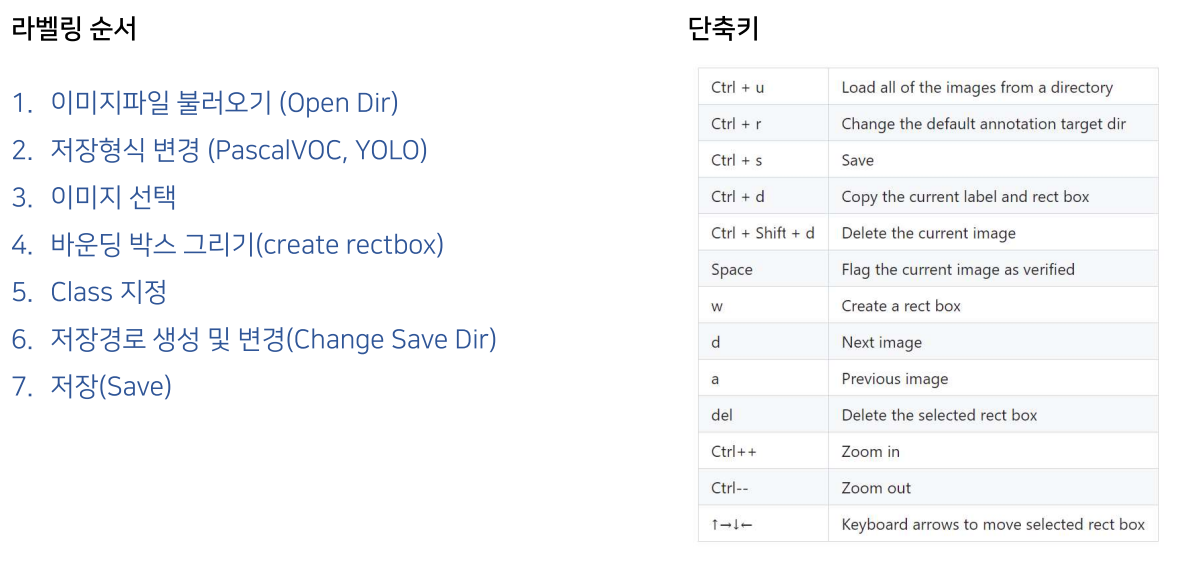 라벨링 순서
1. 이미지파일 불러오기 (Open Dir)
2. 저장형식 변경 (PascalVOC, YOLO)
3. 이미지 선택
4. 바운딩 박스 그리기(create rectbox)
5. Class 지정
6. 저장경로 생성 및 변경(Change Save Dir)
7. 저장(Save)
단축키
Ctrl + u Load all of the images from a directory
Ctrl + r Change the default annotation target dir
Ctrl + s Save
Ctrl + d Copy the current label and rect box
Ctrl + Shift + d Delete the current image
Space Flag the current image as verified
w Create a rect box
d Next image
a Previous image
del Delete the selected rect box
Ctrl++ Zoom in
Ctrl-- Zoom out
↑→↓← Keyboard arrows to move selected rect box